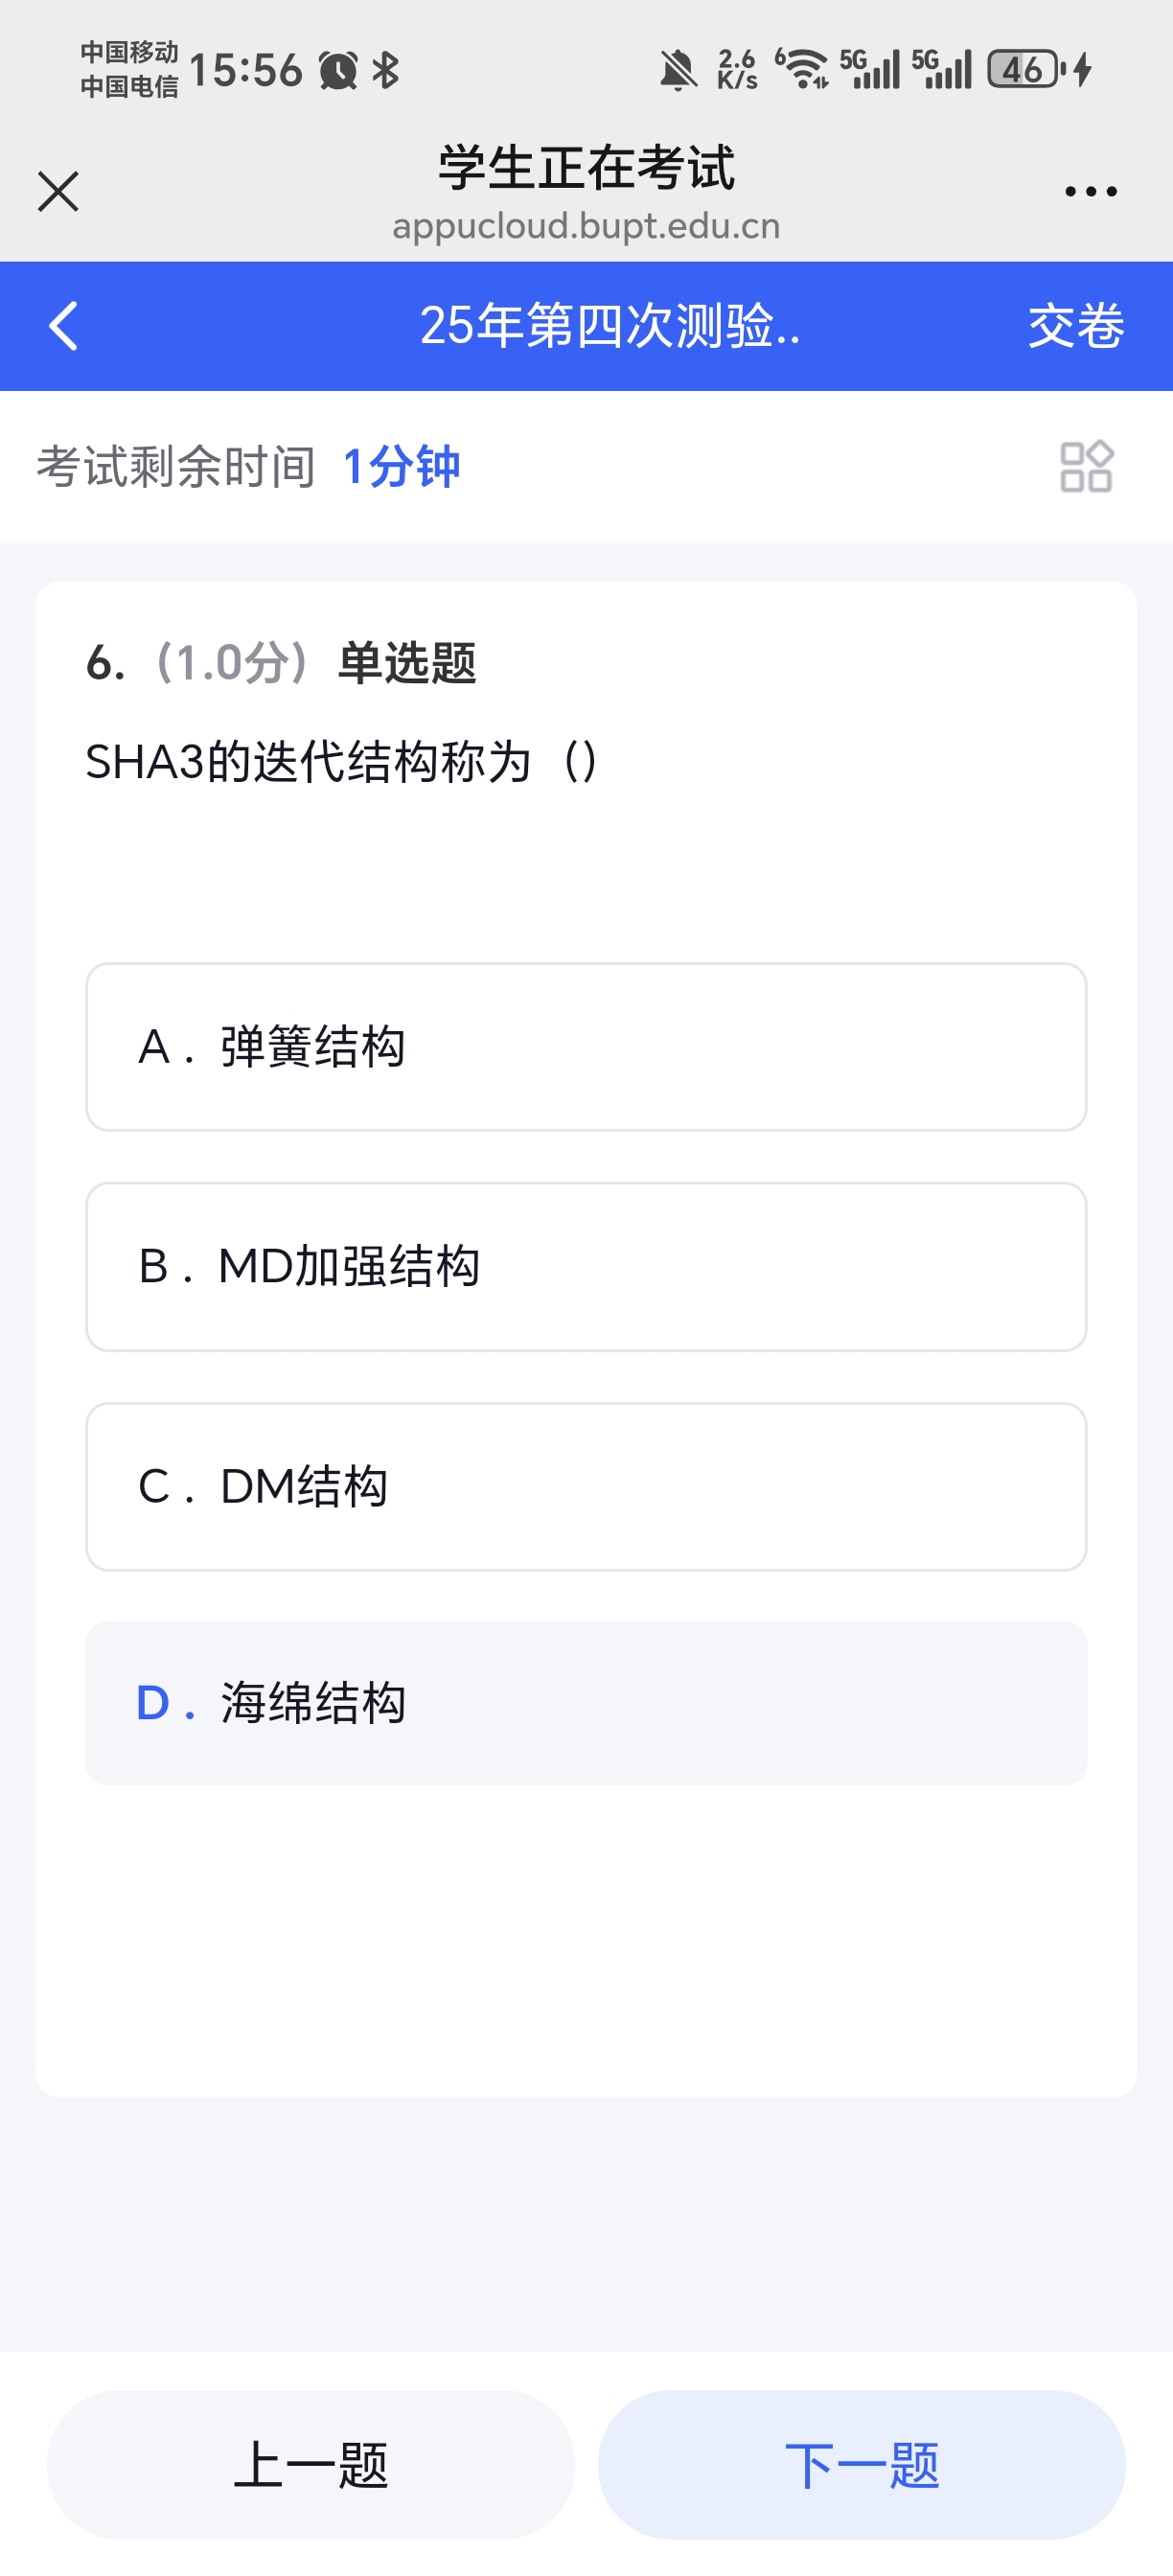 中国移动
中国电信
15:56
2.6
K/s
6
5G
5G
46
学生正在考试
appucloud.bupt.edu.cn
25年第四次测验..
交卷
考试剩余时间 1分钟
6.（1.0分）单选题
SHA3的迭代结构称为（）
A . 弹簧结构
B . MD加强结构
C . DM结构
D . 海绵结构
上一题
下一题